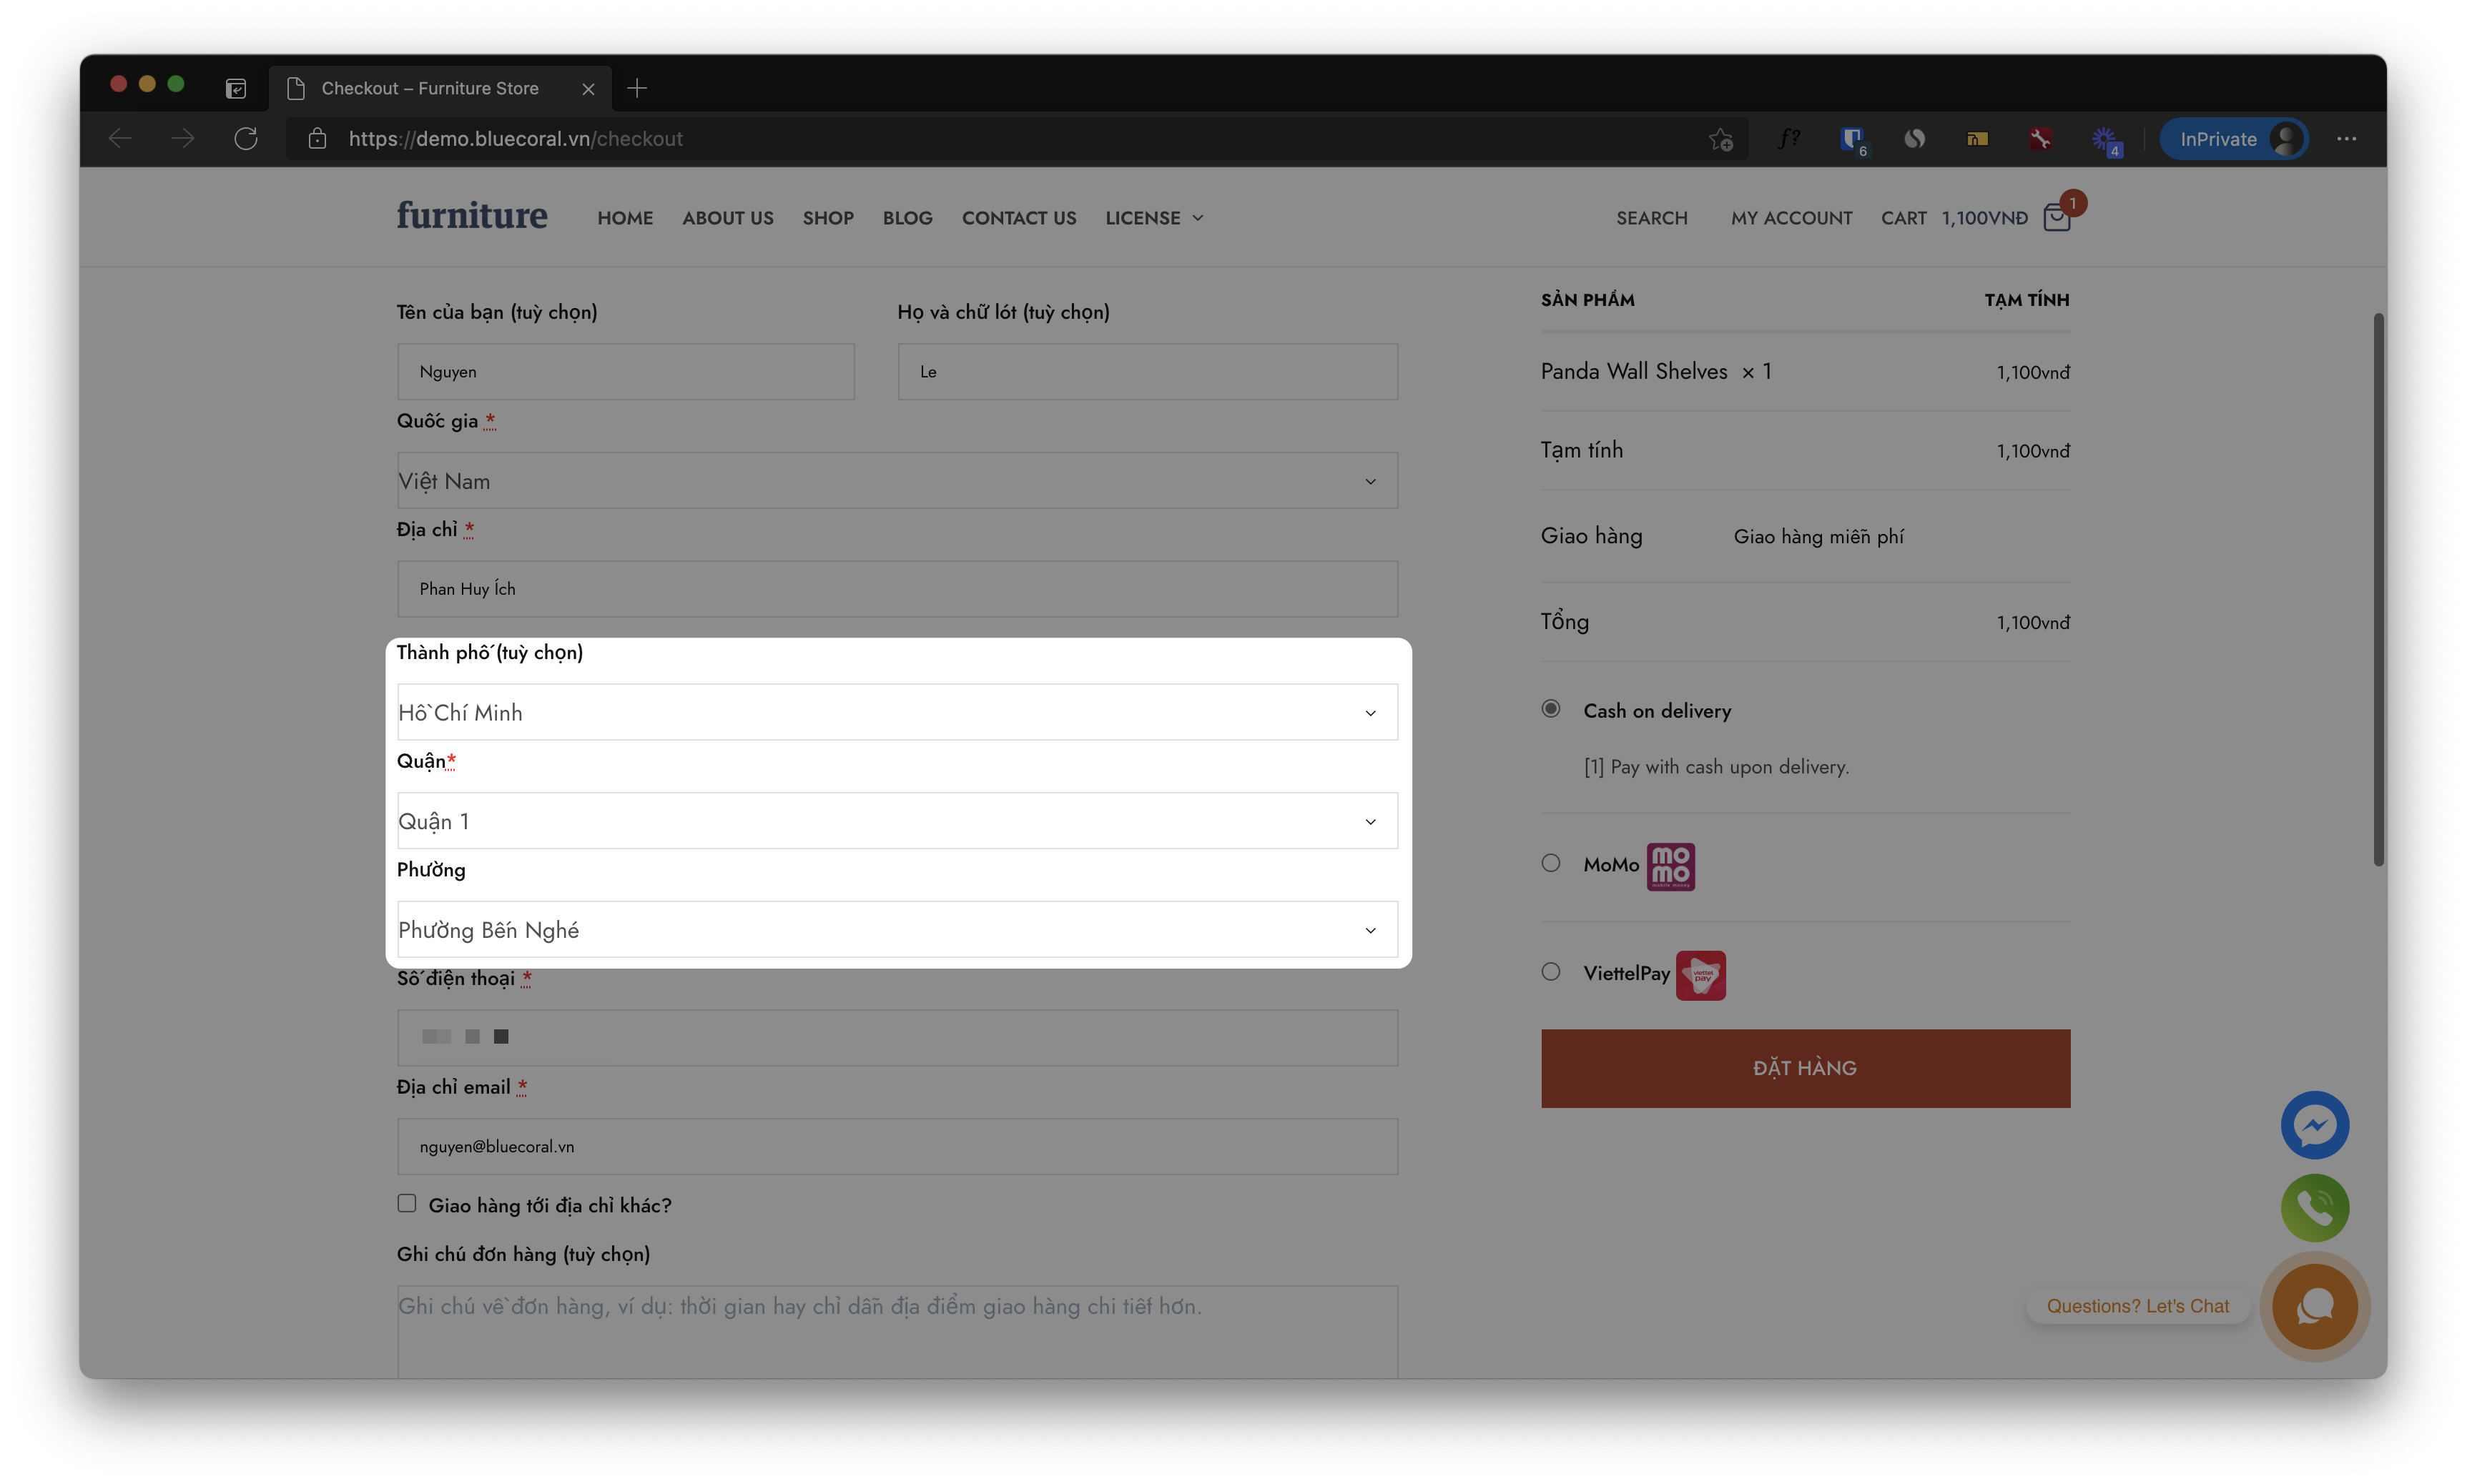 Checkout – Furniture Store
https://demo.bluecoral.vn/checkout
f?
6
4
InPrivate
furniture
HOME
ABOUT US
SHOP
BLOG
CONTACT US
LICENSE
SEARCH
MY ACCOUNT
CART 1,100VNĐ
1
Tên của bạn (tuỳ chọn)
Họ và chữ lót (tuỳ chọn)
Nguyen
Le
Quốc gia *
Việt Nam
Địa chỉ *
Phan Huy Ích
Thành phố (tuỳ chọn)
Hồ Chí Minh
Quận*
Quận 1
Phường
Phường Bến Nghé
Số điện thoại *
Địa chỉ email *
nguyen@bluecoral.vn
Giao hàng tới địa chỉ khác?
Ghi chú đơn hàng (tuỳ chọn)
Ghi chú về đơn hàng, ví dụ: thời gian hay chỉ dẫn địa điểm giao hàng chi tiết hơn.
SẢN PHẨM TẠM TÍNH
Panda Wall Shelves × 1 1,100vnđ
Tạm tính 1,100vnđ
Giao hàng Giao hàng miễn phí
Tổng 1,100vnđ
Cash on delivery
[1] Pay with cash upon delivery.
MoMo
mo
mo
mobile money
ViettelPay
viettel
pay
ĐẶT HÀNG
Questions? Let's Chat